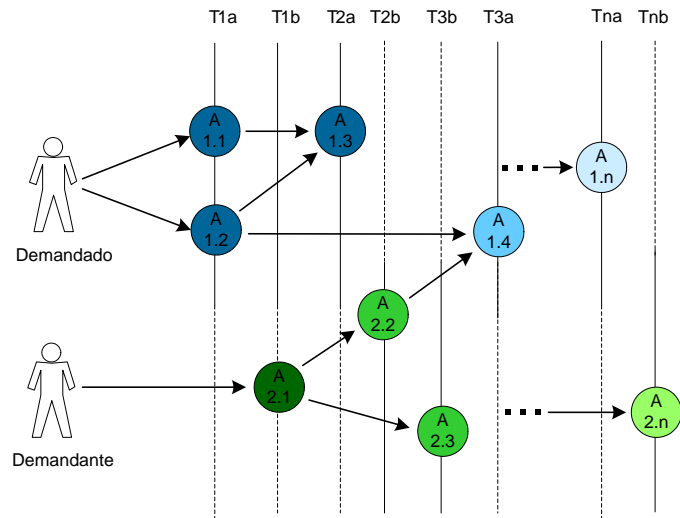 T1a T1b T2a T2b T3b T3a Tna Tnb
A
1.1
A
1.3
A
1.n
A
1.2
A
1.4
Demandado
A
2.2
A
2.1
A
2.3
A
2.n
Demandante